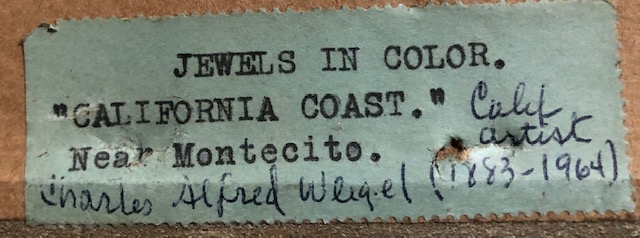 JEWELS IN COLOR.
"CALIFORNIA COAST." Calif
artist
Near Montecito.
Charles Alfred Weigel (1883-1964)